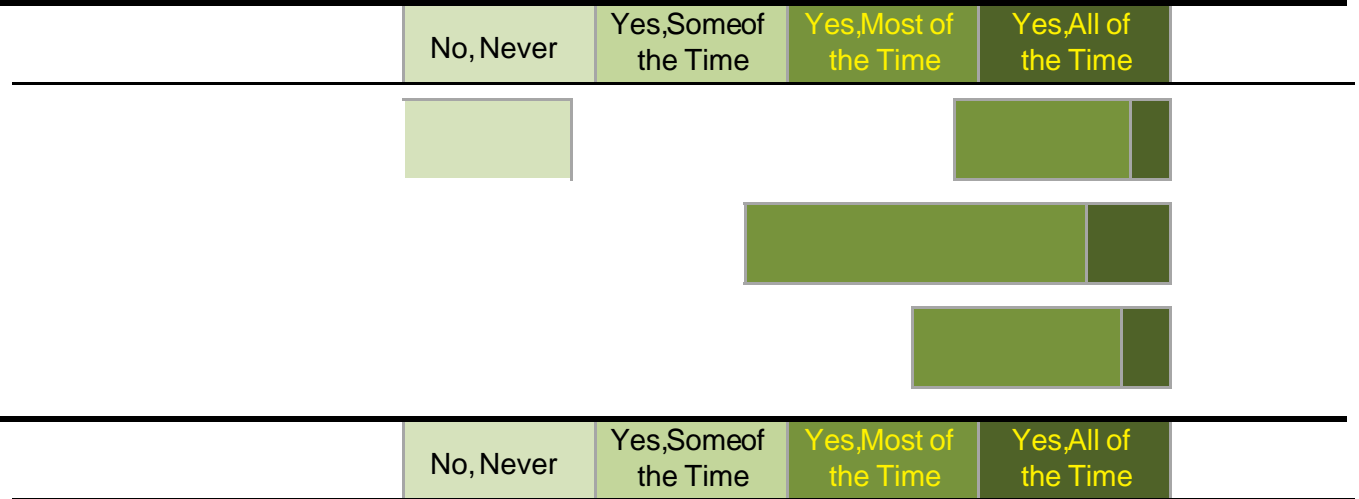 No, Never
Yes,Someof
the Time
Yes,Most of
the Time
Yes,All of
the Time
No, Never
Yes,Someof
the Time
Yes,Most of
the Time
Yes,All of
the Time